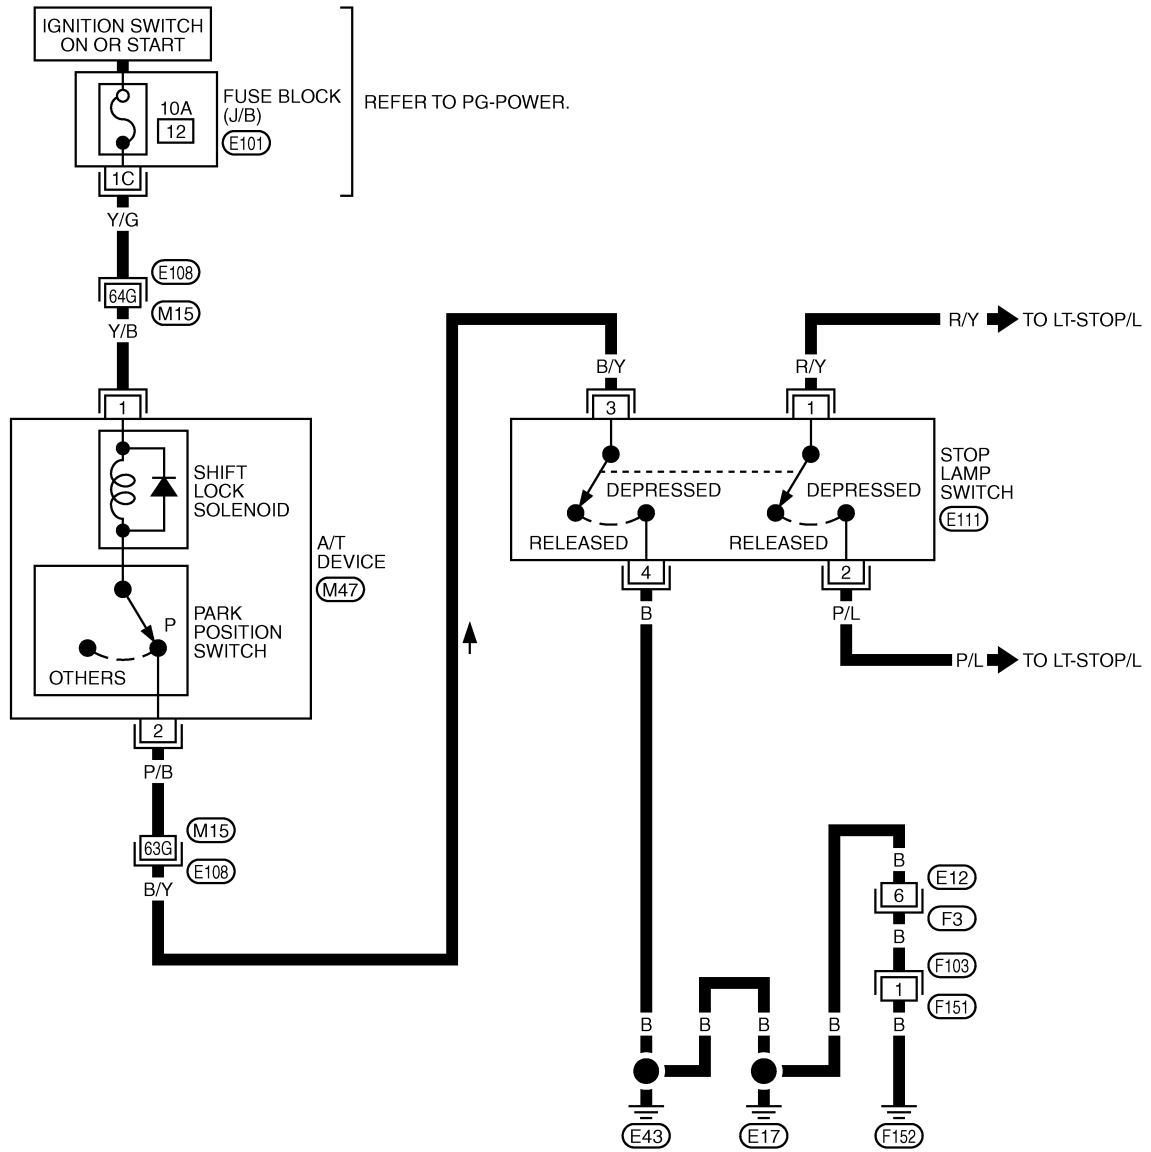 IGNITION SWITCH
ON OR START
FUSE BLOCK
(J/B)
E101
10A
12
REFER TO PG-POWER.
1C
Y/G
E108
64G
M15
Y/B
1
SHIFT
LOCK
SOLENOID
A/T
DEVICE
M47
PARK
POSITION
SWITCH
P
OTHERS
2
P/B
M15
63G
E108
B/Y
B/Y
3
R/Y
1
R/Y
TO LT-STOP/L
STOP
LAMP
SWITCH
E111
DEPRESSED
RELEASED
DEPRESSED
RELEASED
4
B
2
P/L
P/L
TO LT-STOP/L
B
E12
6
F3
B
F103
1
F151
B
B
B
B
B
E43
E17
F152